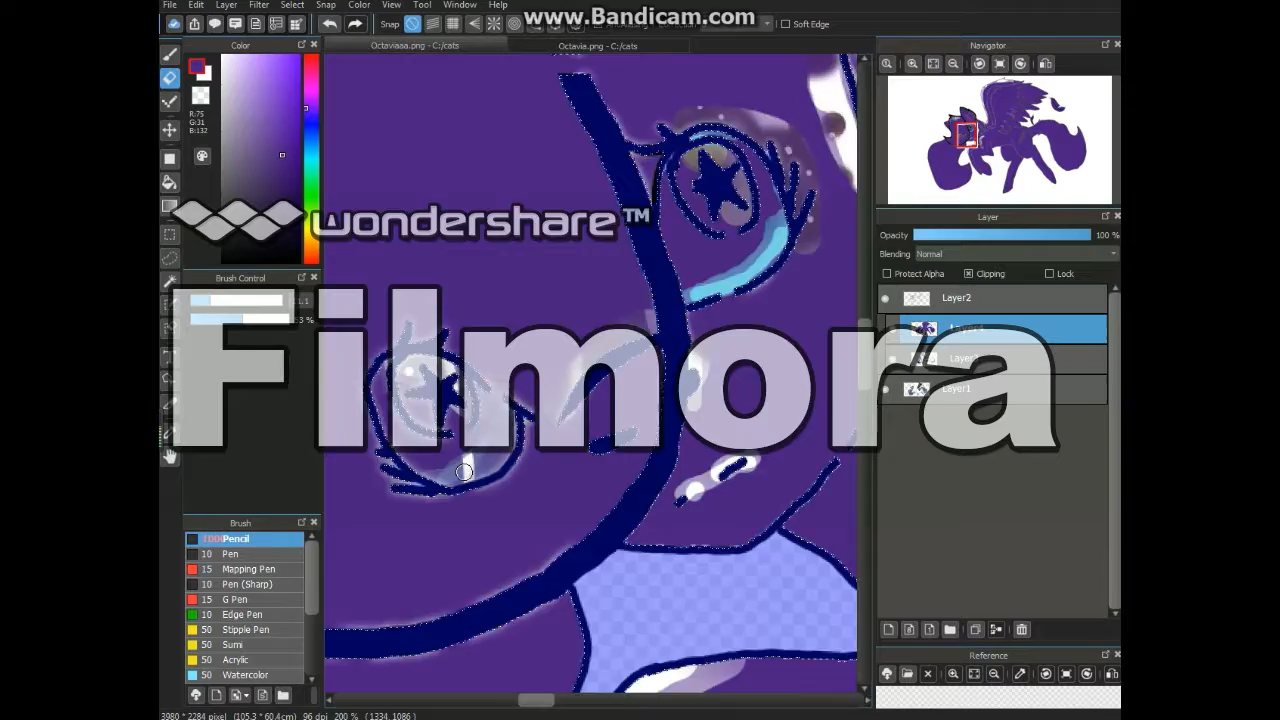 File Edit Layer Filter Select Snap Color View Tool Window Help
www.Bandicam.com
Snap
Soft Edge
Color
Octaviaaa.png - C:/cats
Octavia.png - C:/cats
Navigator
R:75
G:31
B:132
wondershare™
Filmora
Layer
Opacity 100 %
Blending Normal
Protect Alpha Clipping Lock
Layer2
Layer1
Brush Control
Brush
Pencil
10 Pen
15 Mapping Pen
10 Pen (Sharp)
15 G Pen
10 Edge Pen
50 Stipple Pen
50 Sumi
50 Acrylic
50 Watercolor
Reference
3980 * 2284 pixel (105.3 * 60.4cm) 96 dpi 200 % (1334, 1086)